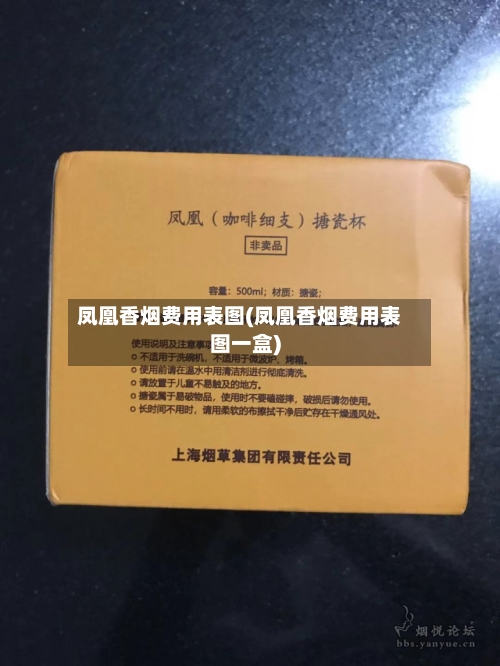 凤凰（咖啡细支）搪瓷杯
非卖品
容量：500ml；材质：搪瓷；
凤凰香烟费用表图(凤凰香烟费用表
图一盒)
使用说明及注意事项
○ 不适用于洗碗机，不适用于微波炉、烤箱。
○ 使用前请在温水中用清洁剂进行彻底清洗。
○ 请放置于儿童不易触及的地方。
○ 搪瓷属于易破物品，使用时不要磕碰摔，破损后请勿使用。
○ 长时间不用时，请用柔软的布擦拭干净后贮存在干燥通风处。
上海烟草集团有限责任公司
烟悦论坛
bbs.yanyue.cn